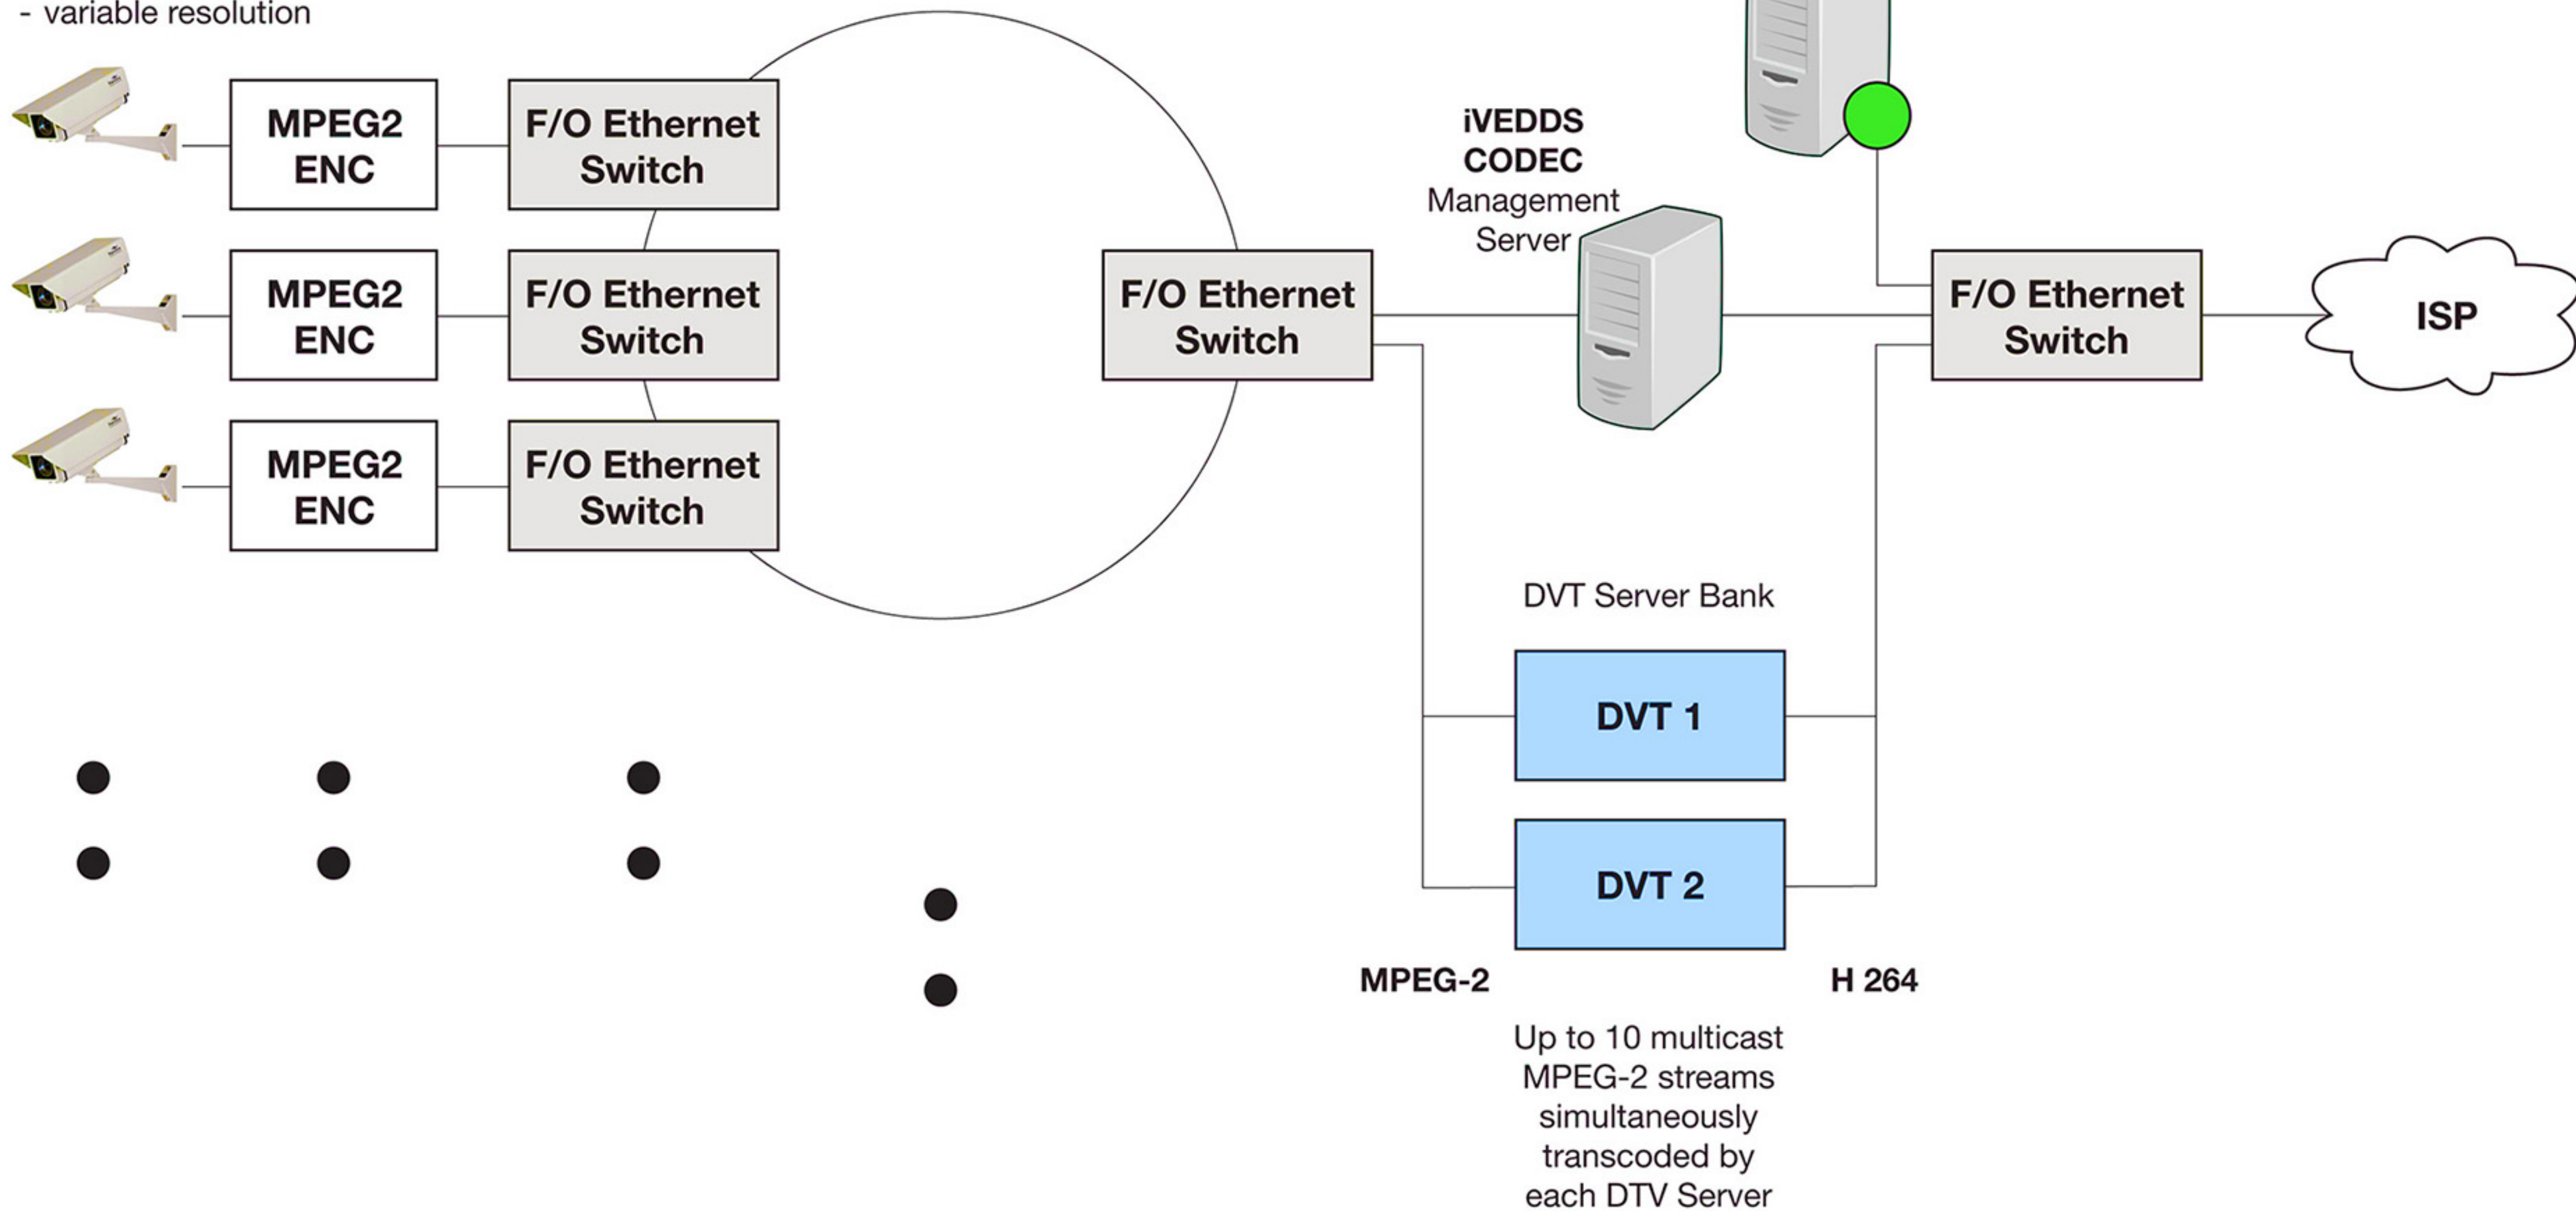 - variable resolution
MPEG2
ENC
F/O Ethernet
Switch
MPEG2
ENC
F/O Ethernet
Switch
MPEG2
ENC
F/O Ethernet
Switch
F/O Ethernet
Switch
iVEDDS
CODEC
Management
Server
F/O Ethernet
Switch
ISP
DVT Server Bank
DVT 1
DVT 2
MPEG-2
H 264
Up to 10 multicast
MPEG-2 streams
simultaneously
transcoded by
each DTV Server